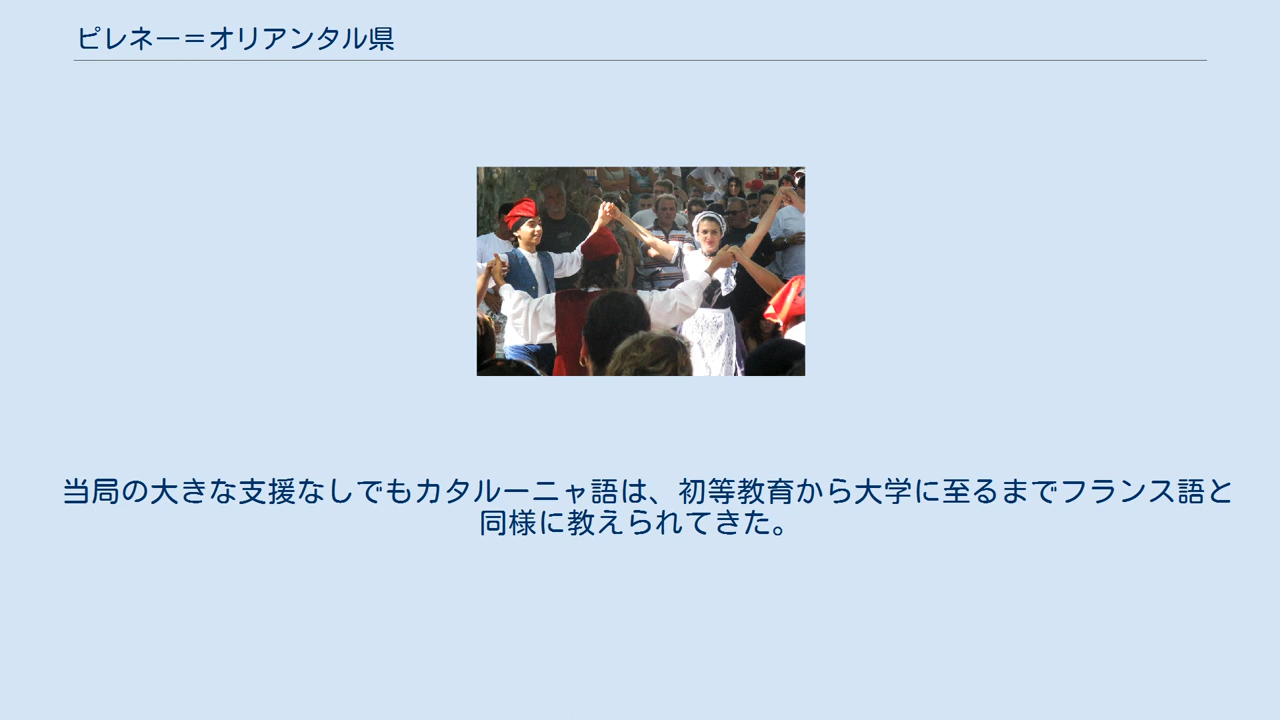 ピレネー＝オリアンタル県
当局の大きな支援なしでもカタルーニャ語は、初等教育から大学に至るまでフランス語と
同様に教えられてきた。